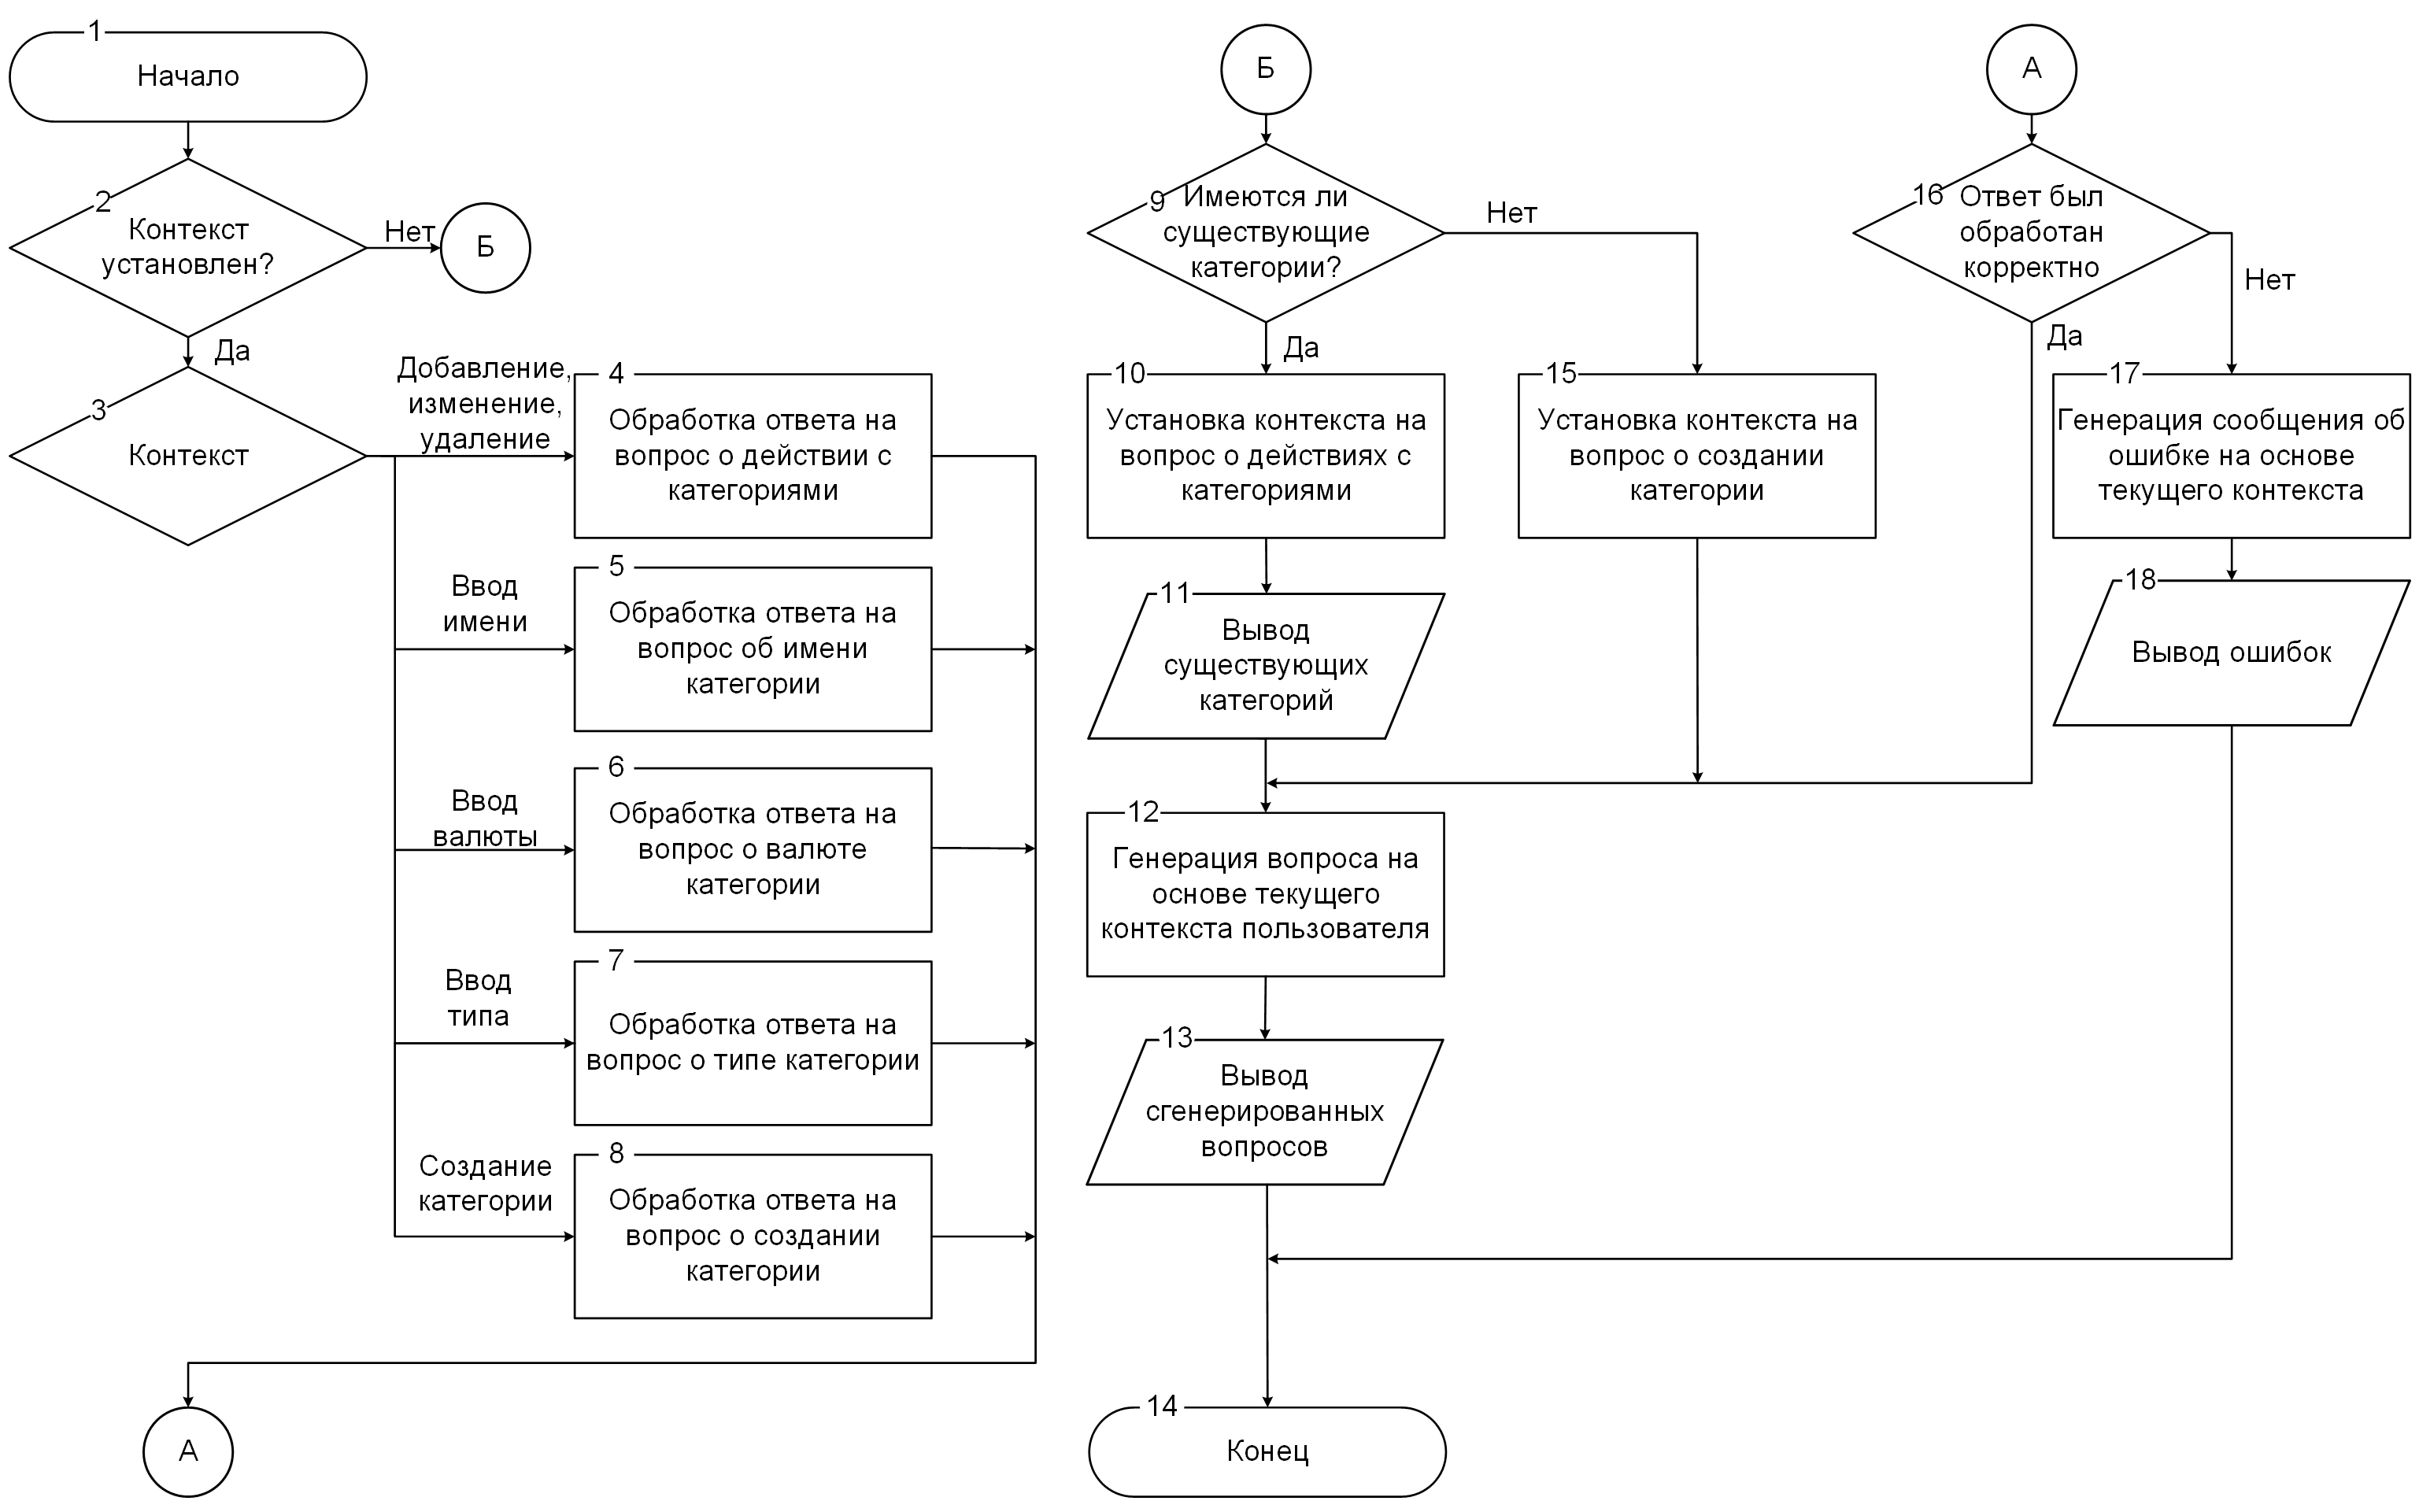 1
Начало
2
Контекст
установлен?
Нет
Б
Да
3
Контекст
Добавление,
изменение,
удаление
4
Обработка ответа на
вопрос о действии с
категориями
Ввод
имени
5
Обработка ответа на
вопрос об имени
категории
Ввод
валюты
6
Обработка ответа на
вопрос о валюте
категории
Ввод
типа
7
Обработка ответа на
вопрос о типе категории
Создание
категории
8
Обработка ответа на
вопрос о создании
категории
А
Б
9
Имеются ли
существующие
категории?
Нет
Да
10
Установка контекста на
вопрос о действиях с
категориями
11
Вывод
существующих
категорий
12
Генерация вопроса на
основе текущего
контекста пользователя
13
Вывод
сгенерированных
вопросов
14
Конец
15
Установка контекста на
вопрос о создании
категории
А
16
Ответ был
обработан
корректно
Нет
Да
17
Генерация сообщения об
ошибке на основе
текущего контекста
18
Вывод ошибок